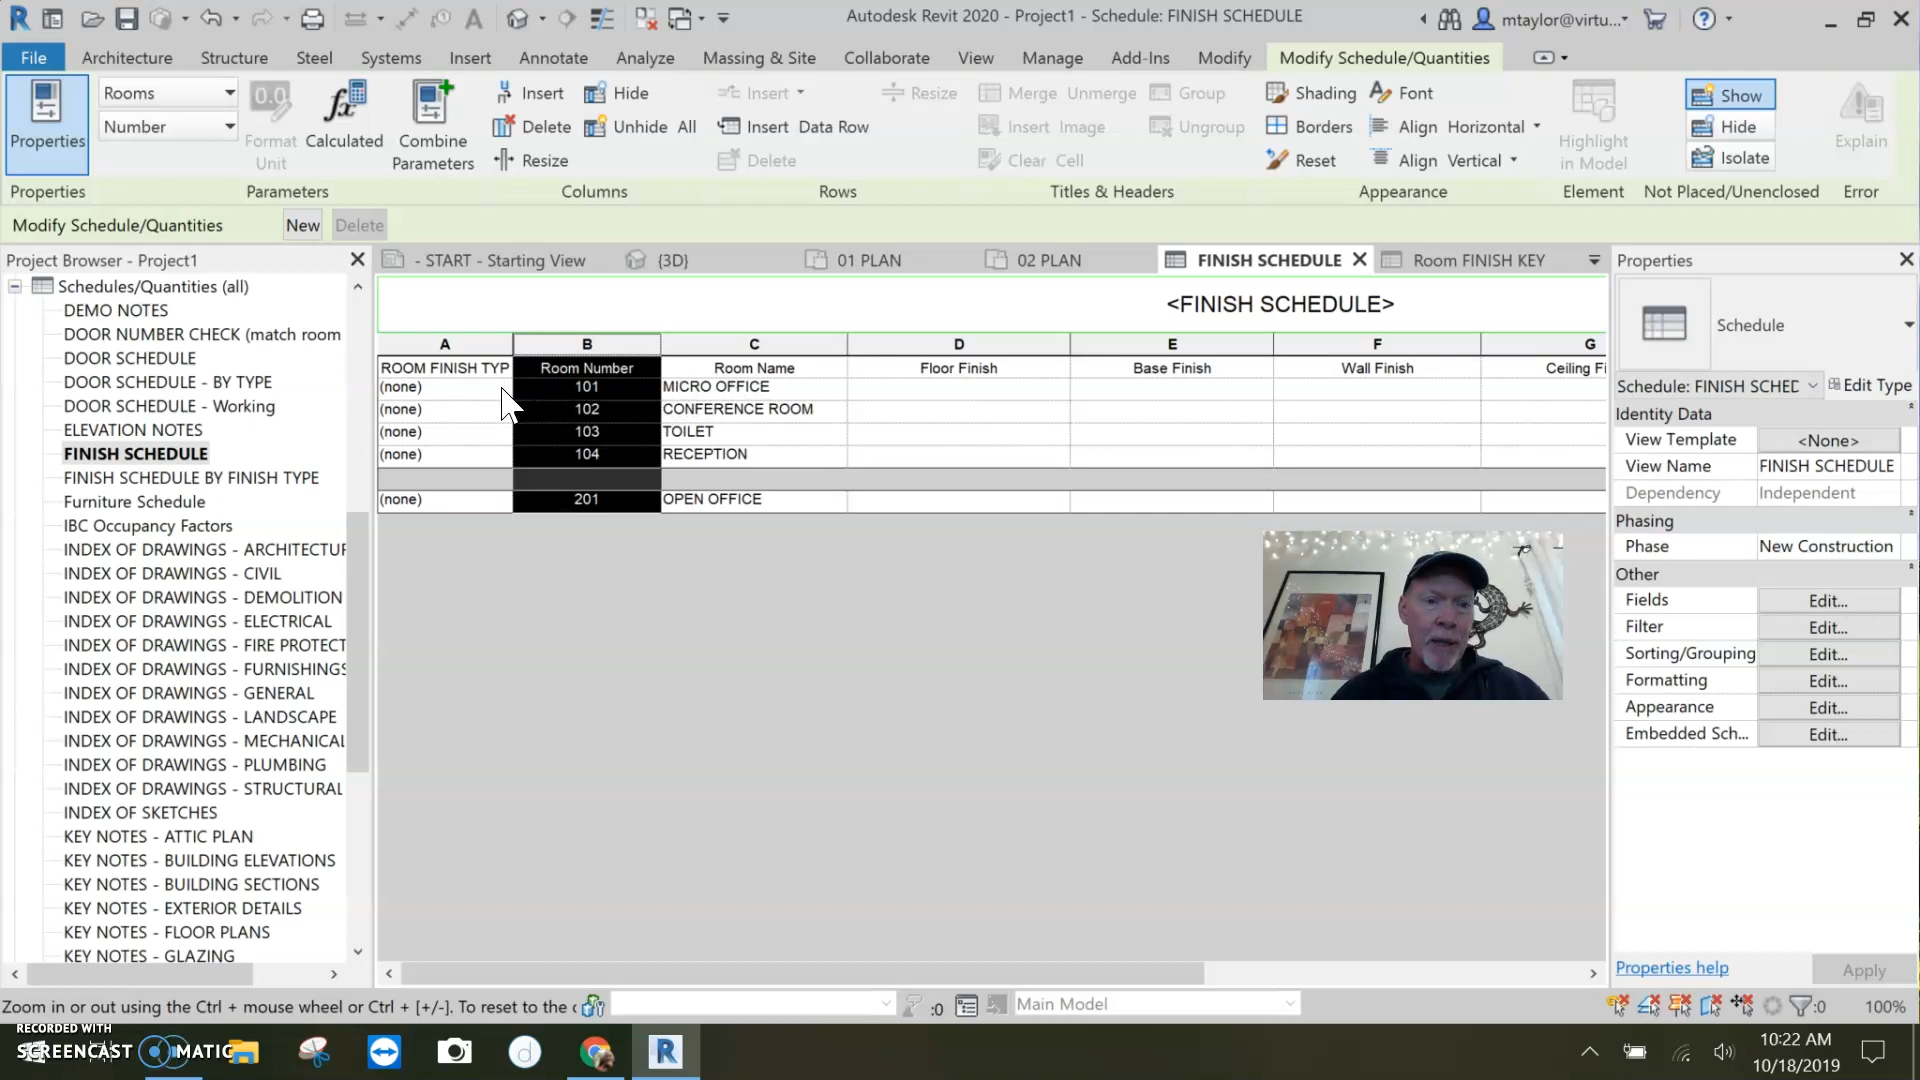 Autodesk Revit 2020 - Project1 - Schedule: FINISH SCHEDULE
mtaylor@virtu...
File Architecture Structure Steel Systems Insert Annotate Analyze Massing & Site Collaborate View Manage Add-Ins Modify Modify Schedule/Quantities
Rooms
Number
Properties
Format Unit
Calculated
Combine Parameters
Insert
Delete
Resize
Hide
Unhide All
Insert
Insert Data Row
Delete
Resize
Merge Unmerge
Insert Image
Clear Cell
Group
Ungroup
Shading
Borders
Reset
Font
Align Horizontal
Align Vertical
Highlight in Model
Show
Hide
Isolate
Explain
Properties Parameters Columns Rows Titles & Headers Appearance Element Not Placed/Unenclosed Error
Modify Schedule/Quantities New Delete
Project Browser - Project1
Schedules/Quantities (all)
DEMO NOTES
DOOR NUMBER CHECK (match room
DOOR SCHEDULE
DOOR SCHEDULE - BY TYPE
DOOR SCHEDULE - Working
ELEVATION NOTES
FINISH SCHEDULE
FINISH SCHEDULE BY FINISH TYPE
Furniture Schedule
IBC Occupancy Factors
INDEX OF DRAWINGS - ARCHITECTUR
INDEX OF DRAWINGS - CIVIL
INDEX OF DRAWINGS - DEMOLITION
INDEX OF DRAWINGS - ELECTRICAL
INDEX OF DRAWINGS - FIRE PROTECT
INDEX OF DRAWINGS - FURNISHINGS
INDEX OF DRAWINGS - GENERAL
INDEX OF DRAWINGS - LANDSCAPE
INDEX OF DRAWINGS - MECHANICAL
INDEX OF DRAWINGS - PLUMBING
INDEX OF DRAWINGS - STRUCTURAL
INDEX OF SKETCHES
KEY NOTES - ATTIC PLAN
KEY NOTES - BUILDING ELEVATIONS
KEY NOTES - BUILDING SECTIONS
KEY NOTES - EXTERIOR DETAILS
KEY NOTES - FLOOR PLANS
KEY NOTES - GLAZING
- START - Starting View {3D} 01 PLAN 02 PLAN FINISH SCHEDULE Room FINISH KEY
<FINISH SCHEDULE>
A B C D E F G
ROOM FINISH TYP Room Number Room Name Floor Finish Base Finish Wall Finish Ceiling Fi
(none) 101 MICRO OFFICE
(none) 102 CONFERENCE ROOM
(none) 103 TOILET
(none) 104 RECEPTION
(none) 201 OPEN OFFICE
Properties
Schedule
Schedule: FINISH SCHED Edit Type
Identity Data
View Template <None>
View Name FINISH SCHEDULE
Dependency Independent
Phasing
Phase New Construction
Other
Fields Edit...
Filter Edit...
Sorting/Grouping Edit...
Formatting Edit...
Appearance Edit...
Embedded Sch... Edit...
Properties help Apply
Zoom in or out using the Ctrl + mouse wheel or Ctrl + [+/-]. To reset to the c :0 Main Model :0 100%
RECORDED WITH
SCREENCAST MATIC
10:22 AM
10/18/2019